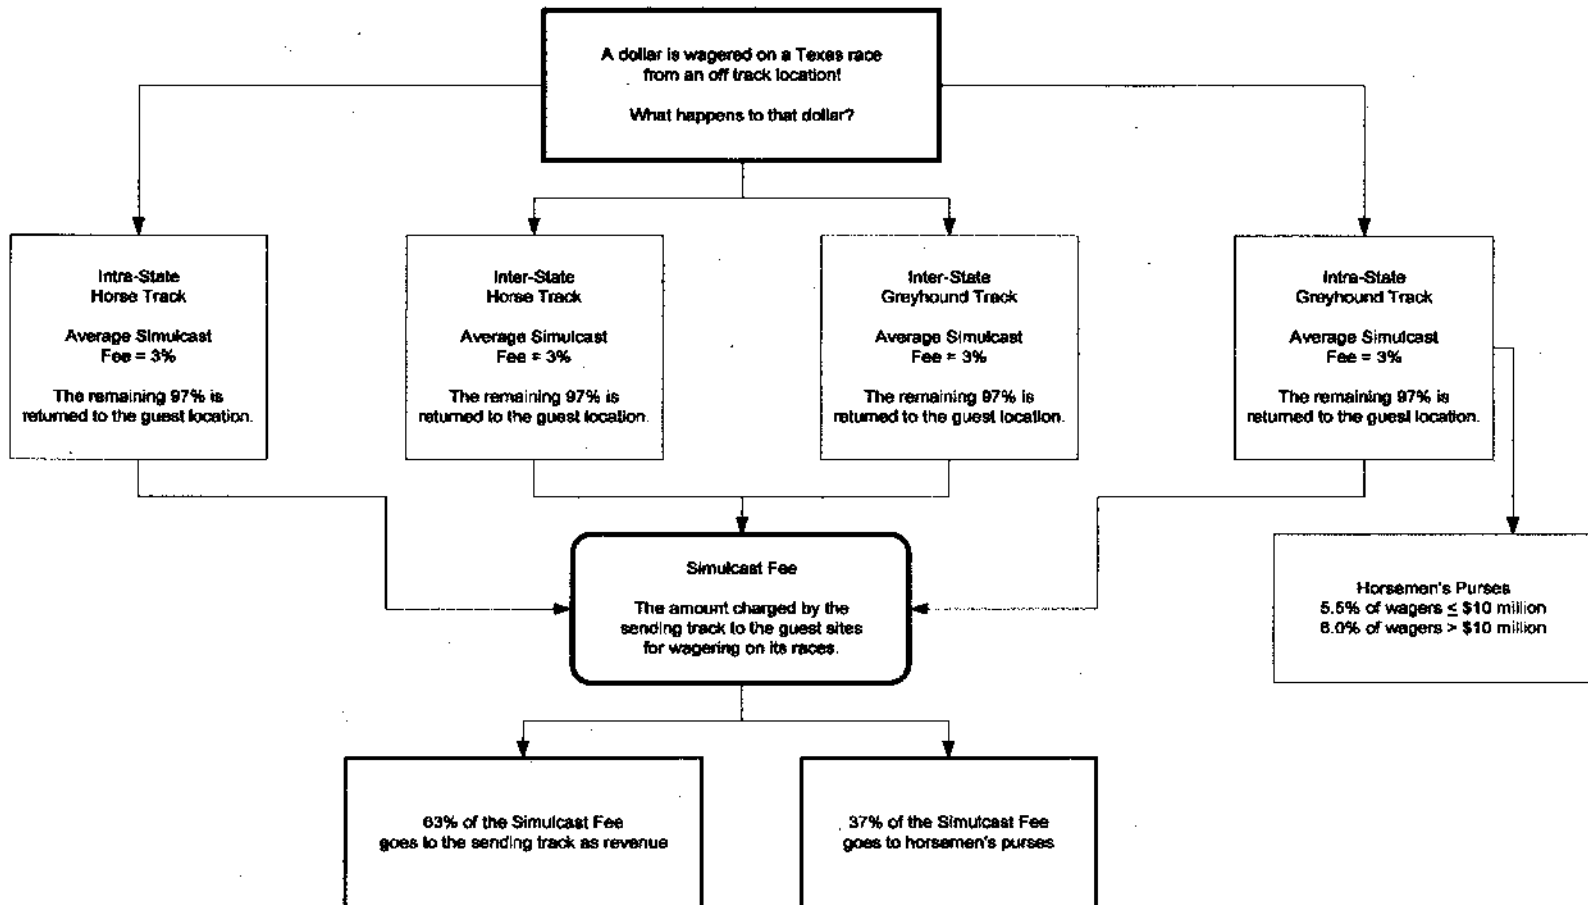 A dollar is wagered on a Texas race
from an off track location!
What happens to that dollar?
Intra-State
Horse Track
Average Simulcast
Fee = 3%
The remaining 97% is
returned to the guest location.
Inter-State
Horse Track
Average Simulcast
Fee = 3%
The remaining 97% is
returned to the guest location.
Inter-State
Greyhound Track
Average Simulcast
Fee = 3%
The remaining 97% is
returned to the guest location.
Intra-State
Greyhound Track
Average Simulcast
Fee = 3%
The remaining 97% is
returned to the guest location.
Simulcast Fee
The amount charged by the
sending track to the guest sites
for wagering on its races.
Horsemen's Purses
5.5% of wagers ≤ $10 million
6.0% of wagers > $10 million
63% of the Simulcast Fee
goes to the sending track as revenue
37% of the Simulcast Fee
goes to horsemen's purses